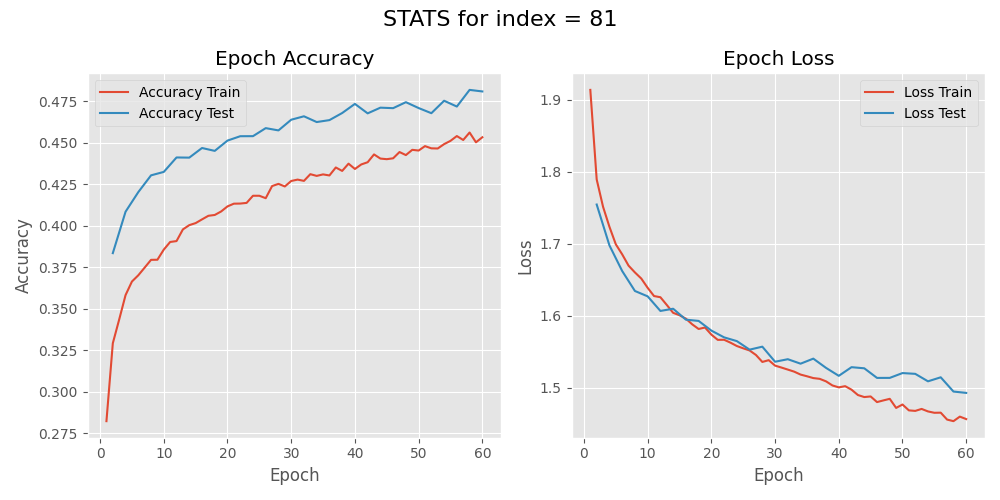 STATS for index = 81
Epoch Accuracy
Accuracy Train
Accuracy Test
0.475
0.450
0.425
0.400
0.375
0.350
0.325
0.300
0.275
Accuracy
0 10 20 30 40 50 60
Epoch
Epoch Loss
Loss Train
Loss Test
1.9
1.8
1.7
1.6
1.5
Loss
0 10 20 30 40 50 60
Epoch